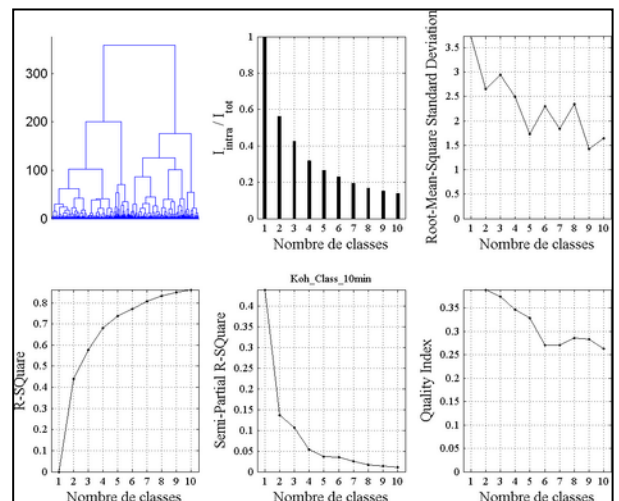 300
200
100
0
I_intra / I_tot
1
0.8
0.6
0.4
0.2
0
1 2 3 4 5 6 7 8 9 10
Nombre de classes
Root-Mean-Square Standard Deviation
3.5
3
2.5
2
1.5
1
0.5
0
1 2 3 4 5 6 7 8 9 10
Nombre de classes
R-SQuare
0.8
0.7
0.6
0.5
0.4
0.3
0.2
0.1
0
1 2 3 4 5 6 7 8 9 10
Nombre de classes
Koh_Class_10min
Semi-Partial R-SQuare
0.4
0.35
0.3
0.25
0.2
0.15
0.1
0.05
0
1 2 3 4 5 6 7 8 9 10
Nombre de classes
Quality Index
0.35
0.3
0.25
0.2
0.15
0.1
0.05
0
1 2 3 4 5 6 7 8 9 10
Nombre de classes